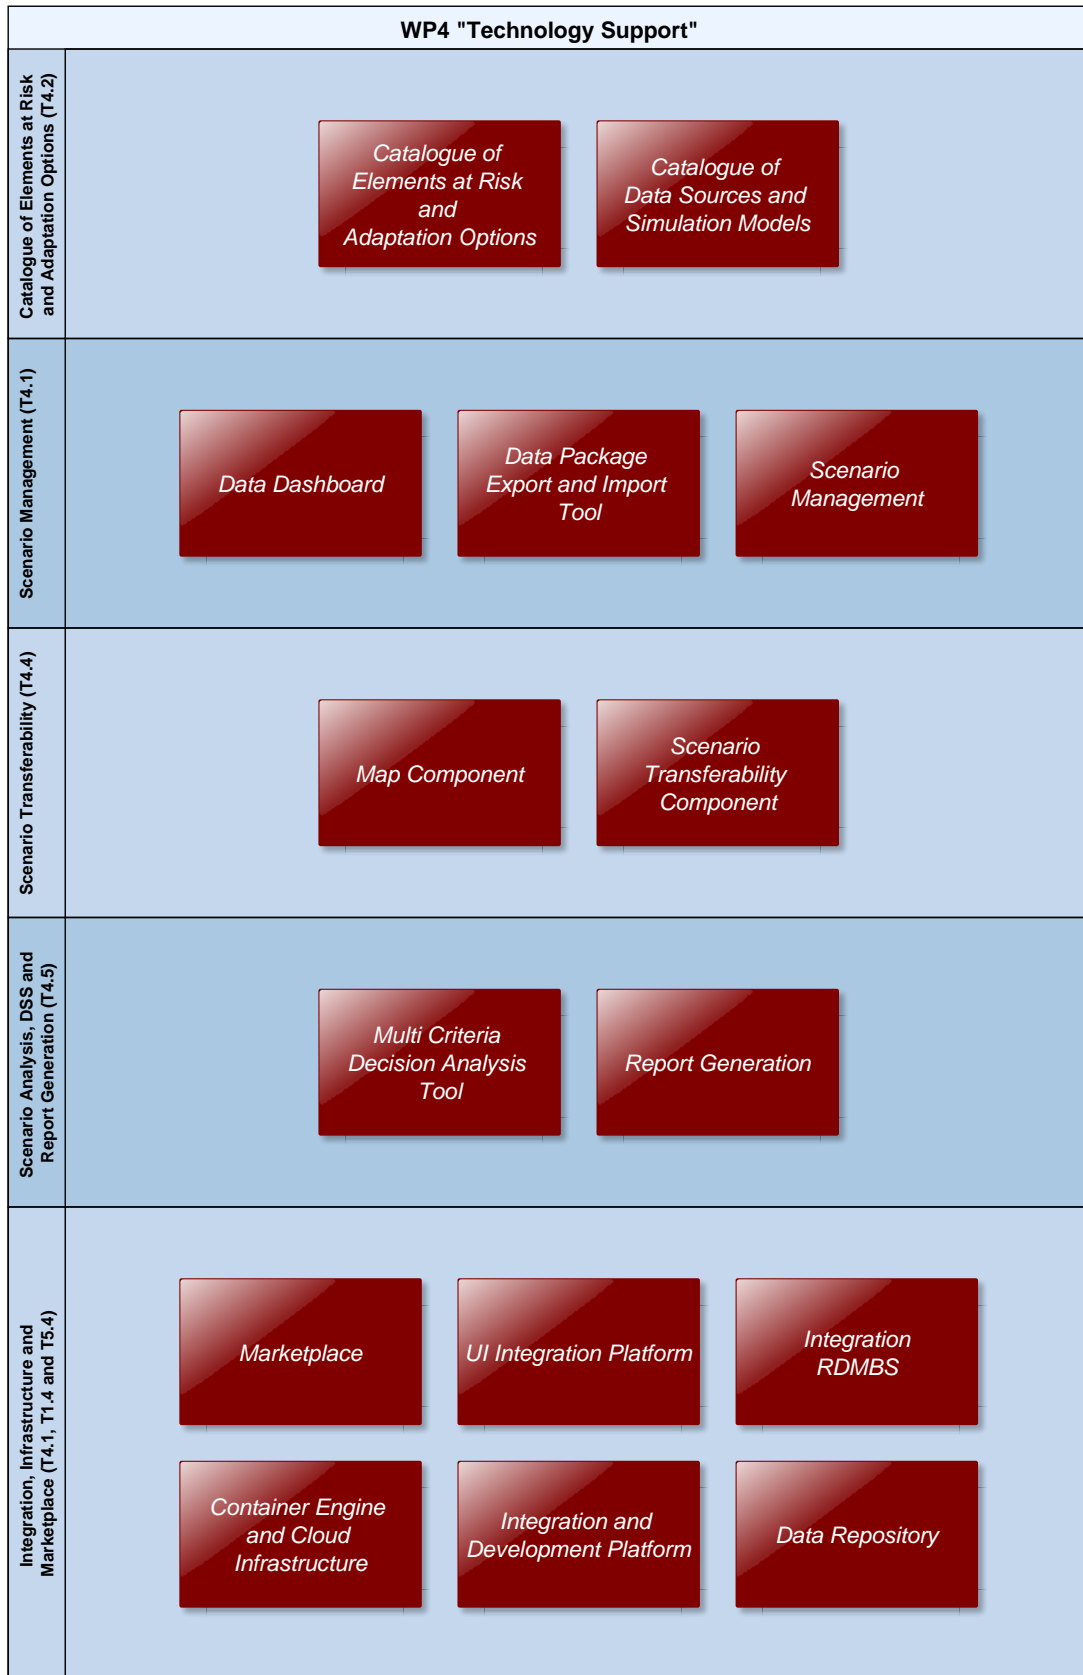 WP4 "Technology Support"
Catalogue of Elements at Risk
and Adaptation Options (T4.2)
Catalogue of
Elements at Risk
and
Adaptation Options
Catalogue of
Data Sources and
Simulation Models
Scenario Management (T4.1)
Data Dashboard
Data Package
Export and Import
Tool
Scenario
Management
Scenario Transferability (T4.4)
Map Component
Scenario
Transferability
Component
Scenario Analysis, DSS and
Report Generation (T4.5)
Multi Criteria
Decision Analysis
Tool
Report Generation
Integration, Infrastructure and
Marketplace (T4.1, T1.4 and T5.4)
Marketplace
UI Integration Platform
Integration
RDMBS
Container Engine
and Cloud
Infrastructure
Integration and
Development Platform
Data Repository